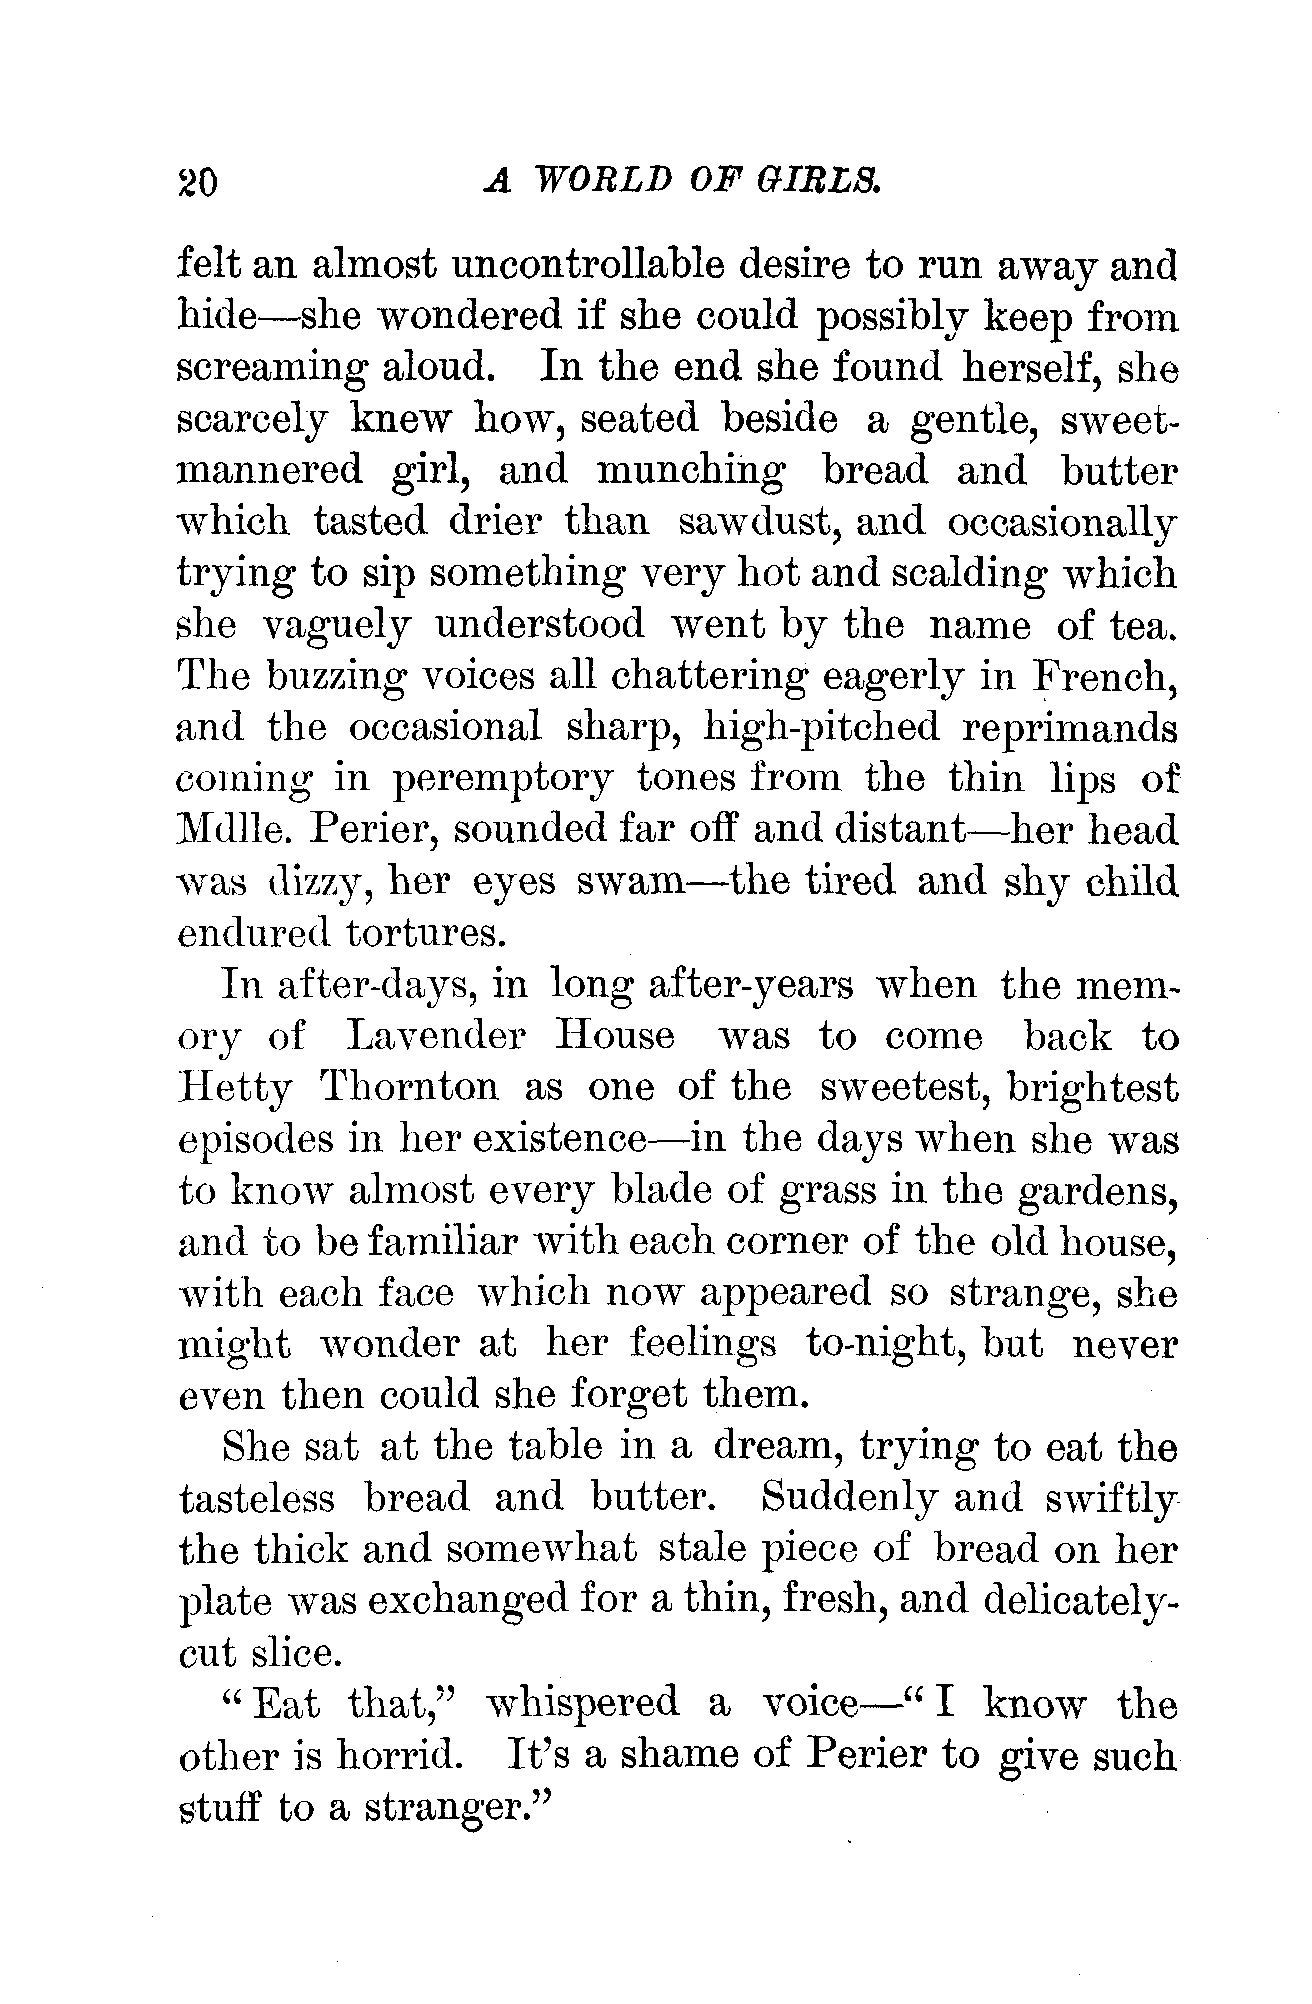 20 A WORLD OF GIRLS.
felt an almost uncontrollable desire to run away and
hide—she wondered if she could possibly keep from
screaming aloud. In the end she found herself, she
scarcely knew how, seated beside a gentle, sweet-
mannered girl, and munching bread and butter
which tasted drier than sawdust, and occasionally
trying to sip something very hot and scalding which
she vaguely understood went by the name of tea.
The buzzing voices all chattering eagerly in French,
and the occasional sharp, high-pitched reprimands
coming in peremptory tones from the thin lips of
Mdlle. Perier, sounded far off and distant—her head
was dizzy, her eyes swam—the tired and shy child
endured tortures.
In after-days, in long after-years when the mem-
ory of Lavender House was to come back to
Hetty Thornton as one of the sweetest, brightest
episodes in her existence—in the days when she was
to know almost every blade of grass in the gardens,
and to be familiar with each corner of the old house,
with each face which now appeared so strange, she
might wonder at her feelings to-night, but never
even then could she forget them.
She sat at the table in a dream, trying to eat the
tasteless bread and butter. Suddenly and swiftly
the thick and somewhat stale piece of bread on her
plate was exchanged for a thin, fresh, and delicately-
cut slice.
"Eat that," whispered a voice—"I know the
other is horrid. It's a shame of Perier to give such
stuff to a stranger."